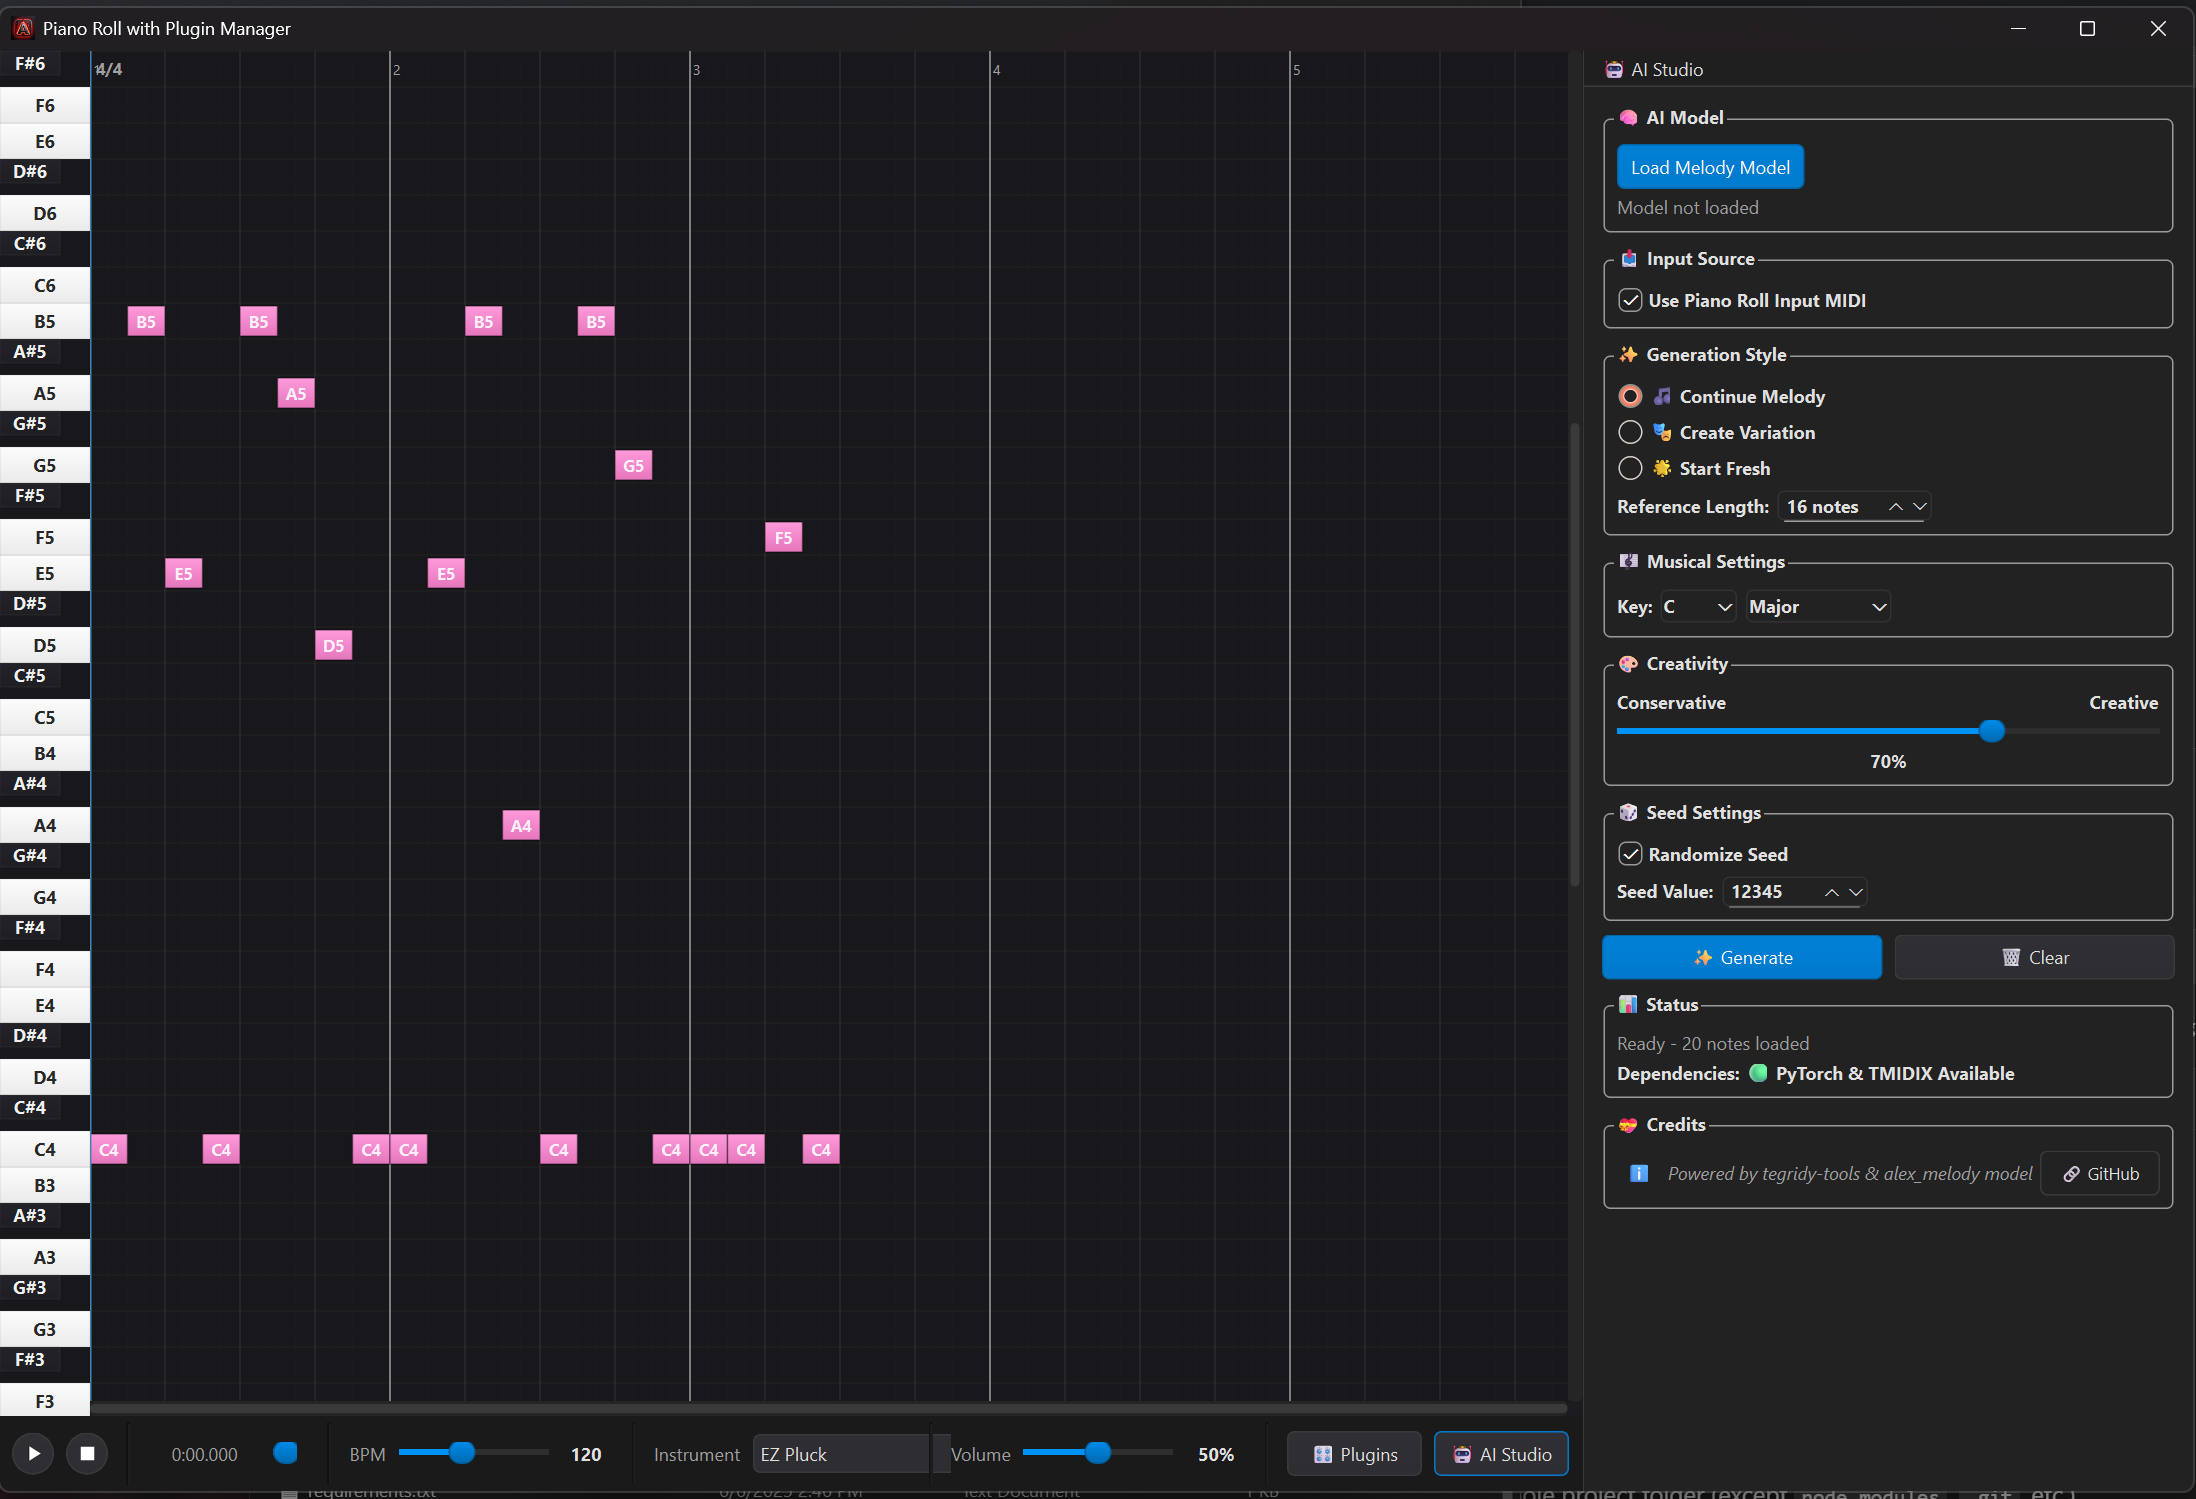 Piano Roll with Plugin Manager
F#6
F6
E6
D#6
D6
C#6
C6
B5
A#5
A5
G#5
G5
F#5
F5
E5
D#5
D5
C#5
C5
B4
A#4
A4
G#4
G4
F#4
F4
E4
D#4
D4
C#4
C4
B3
A#3
A3
G#3
G3
F#3
F3
4/4 2 3 4 5
B5 B5 B5 B5
A5
G5
F5
E5 E5
D5
A4
C4 C4 C4 C4 C4 C4 C4 C4 C4
AI Studio
AI Model
Load Melody Model
Model not loaded
Input Source
Use Piano Roll Input MIDI
Generation Style
Continue Melody
Create Variation
Start Fresh
Reference Length: 16 notes
Musical Settings
Key: C Major
Creativity
Conservative Creative
70%
Seed Settings
Randomize Seed
Seed Value: 12345
Generate Clear
Status
Ready - 20 notes loaded
Dependencies: PyTorch & TMIDIX Available
Credits
Powered by tegridy-tools & alex_melody model GitHub
0:00.000 BPM 120 Instrument EZ Pluck Volume 50% Plugins AI Studio
requirements.txt